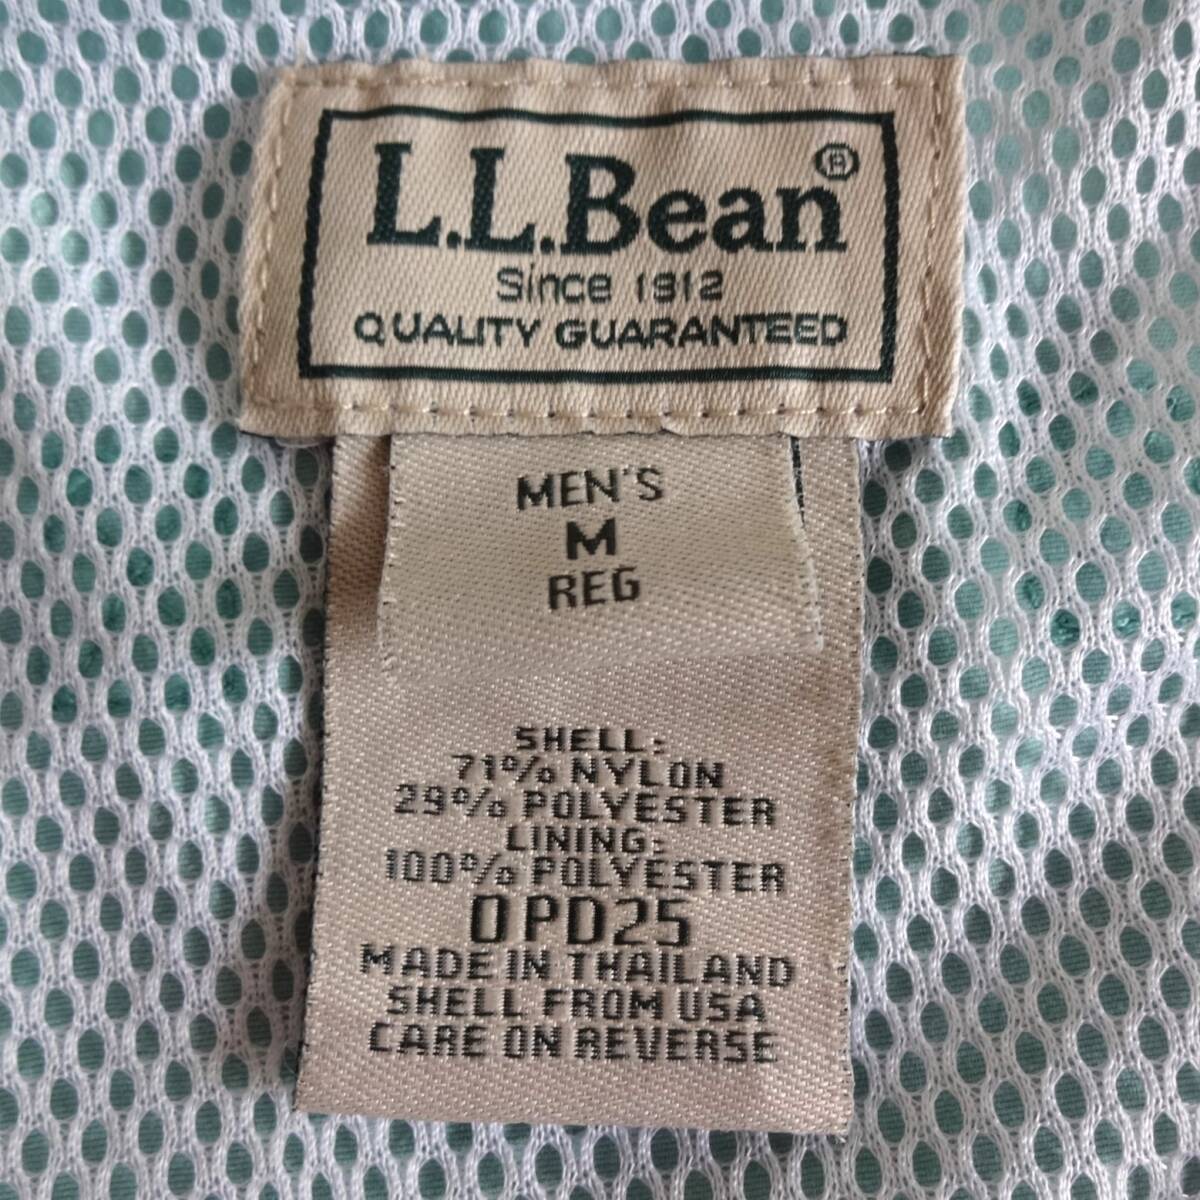 L.L.Bean®
Since 1912
QUALITY GUARANTEED
MEN'S
M
REG
SHELL:
71% NYLON
29% POLYESTER
LINING:
100% POLYESTER
0PD25
MADE IN THAILAND
SHELL FROM USA
CARE ON REVERSE